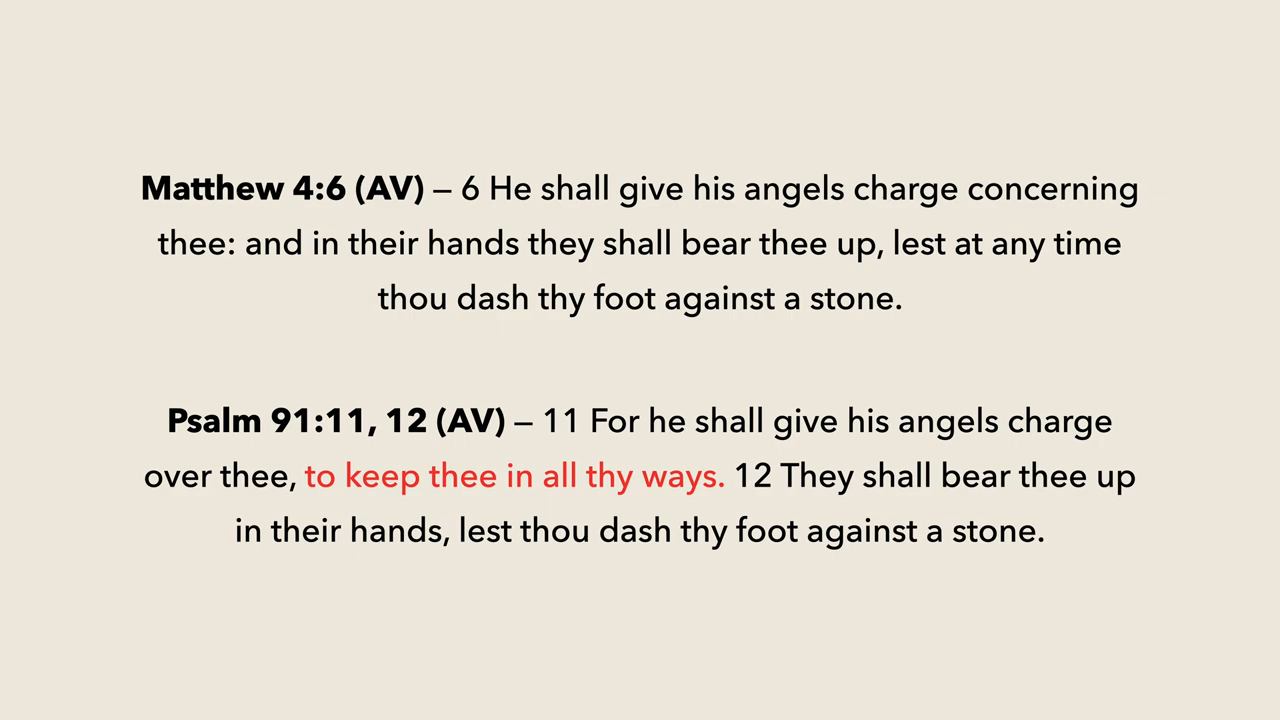 Matthew 4:6 (AV) – 6 He shall give his angels charge concerning
thee: and in their hands they shall bear thee up, lest at any time
thou dash thy foot against a stone.
Psalm 91:11, 12 (AV) – 11 For he shall give his angels charge
over thee, to keep thee in all thy ways. 12 They shall bear thee up
in their hands, lest thou dash thy foot against a stone.